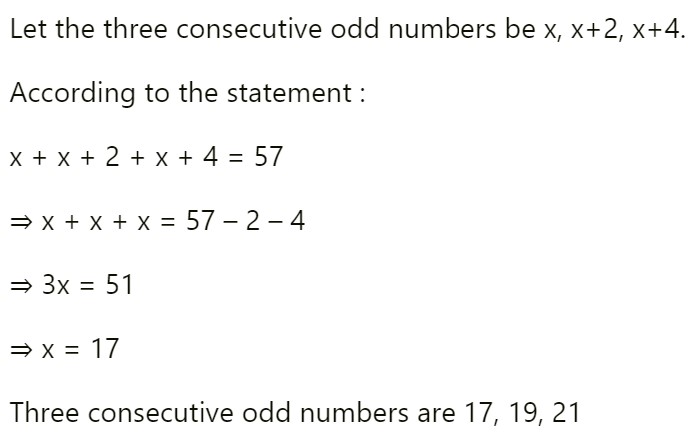 Let the three consecutive odd numbers be x, x+2, x+4.
According to the statement :
x + x + 2 + x + 4 = 57
⇒ x + x + x = 57 – 2 – 4
⇒ 3x = 51
⇒ x = 17
Three consecutive odd numbers are 17, 19, 21